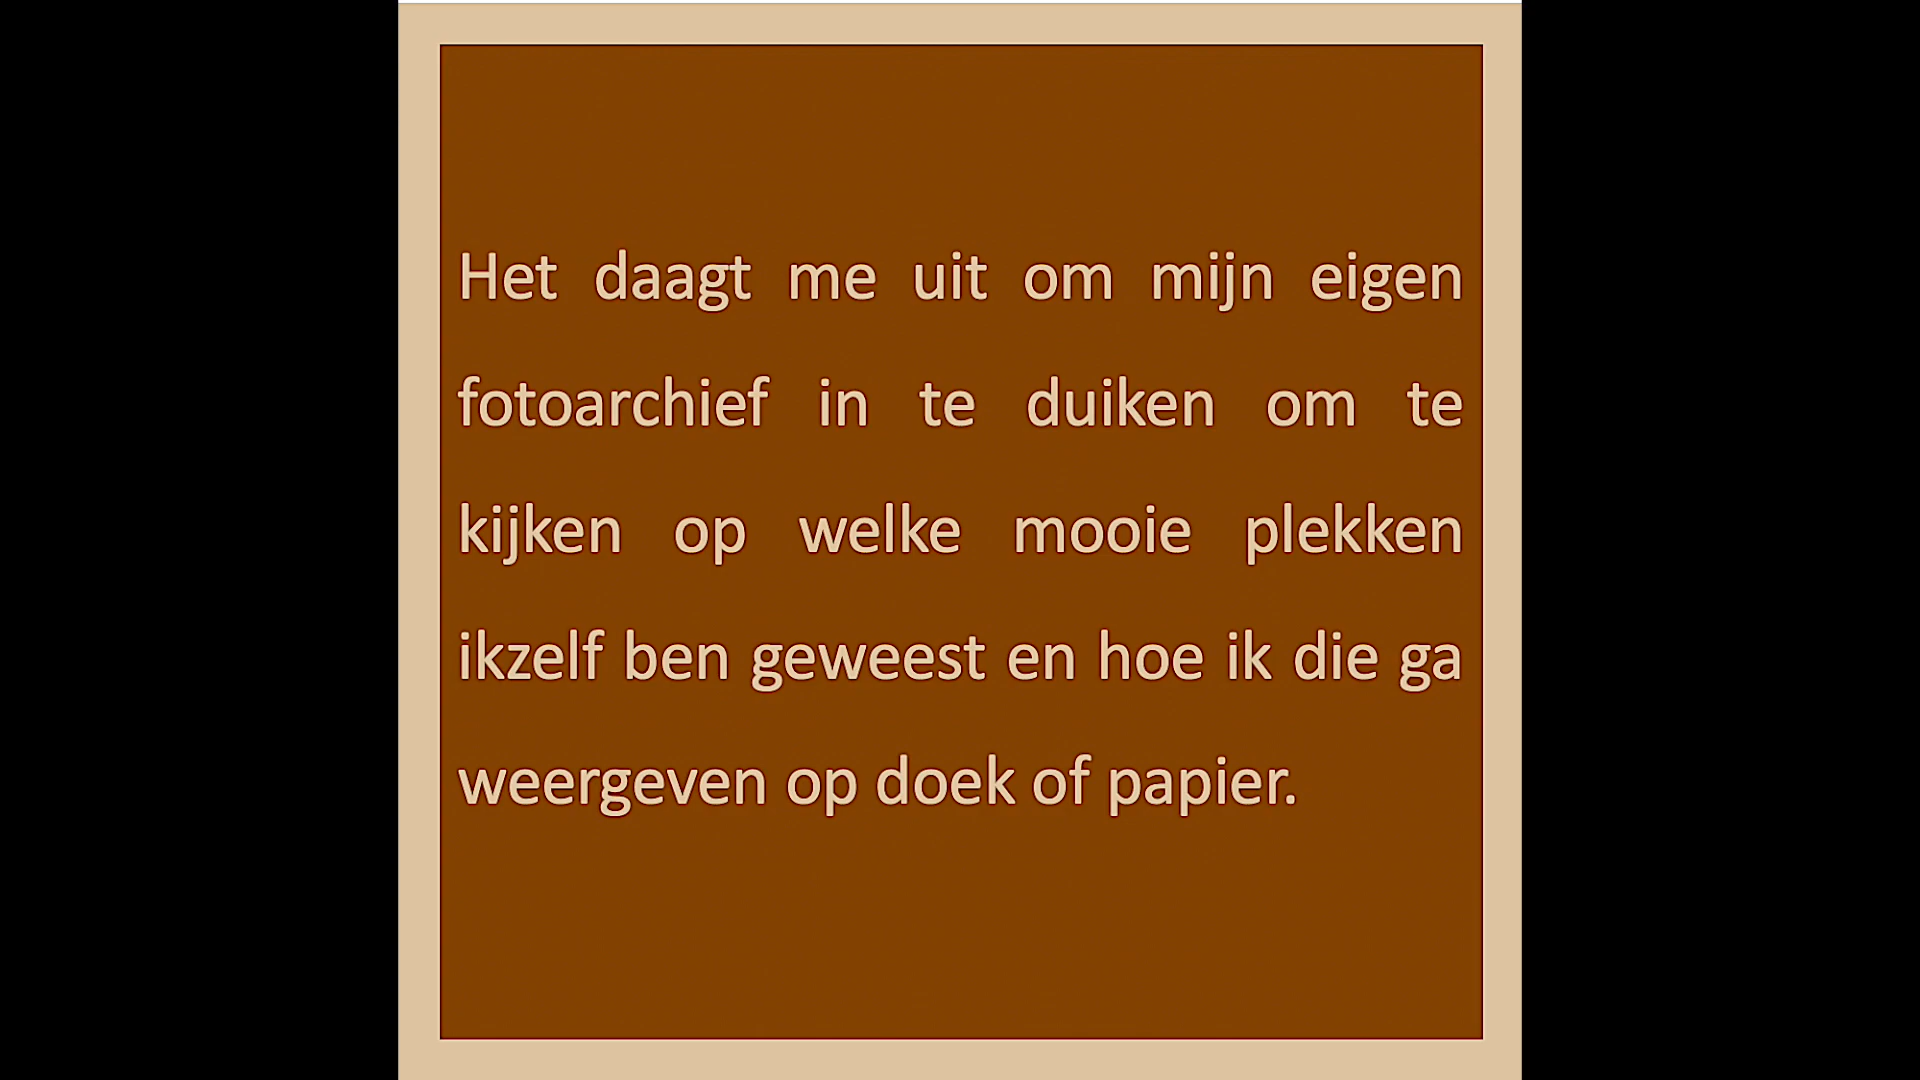 Het daagt me uit om mijn eigen
fotoarchief in te duiken om te
kijken op welke mooie plekken
ikzelf ben geweest en hoe ik die ga
weergeven op doek of papier.